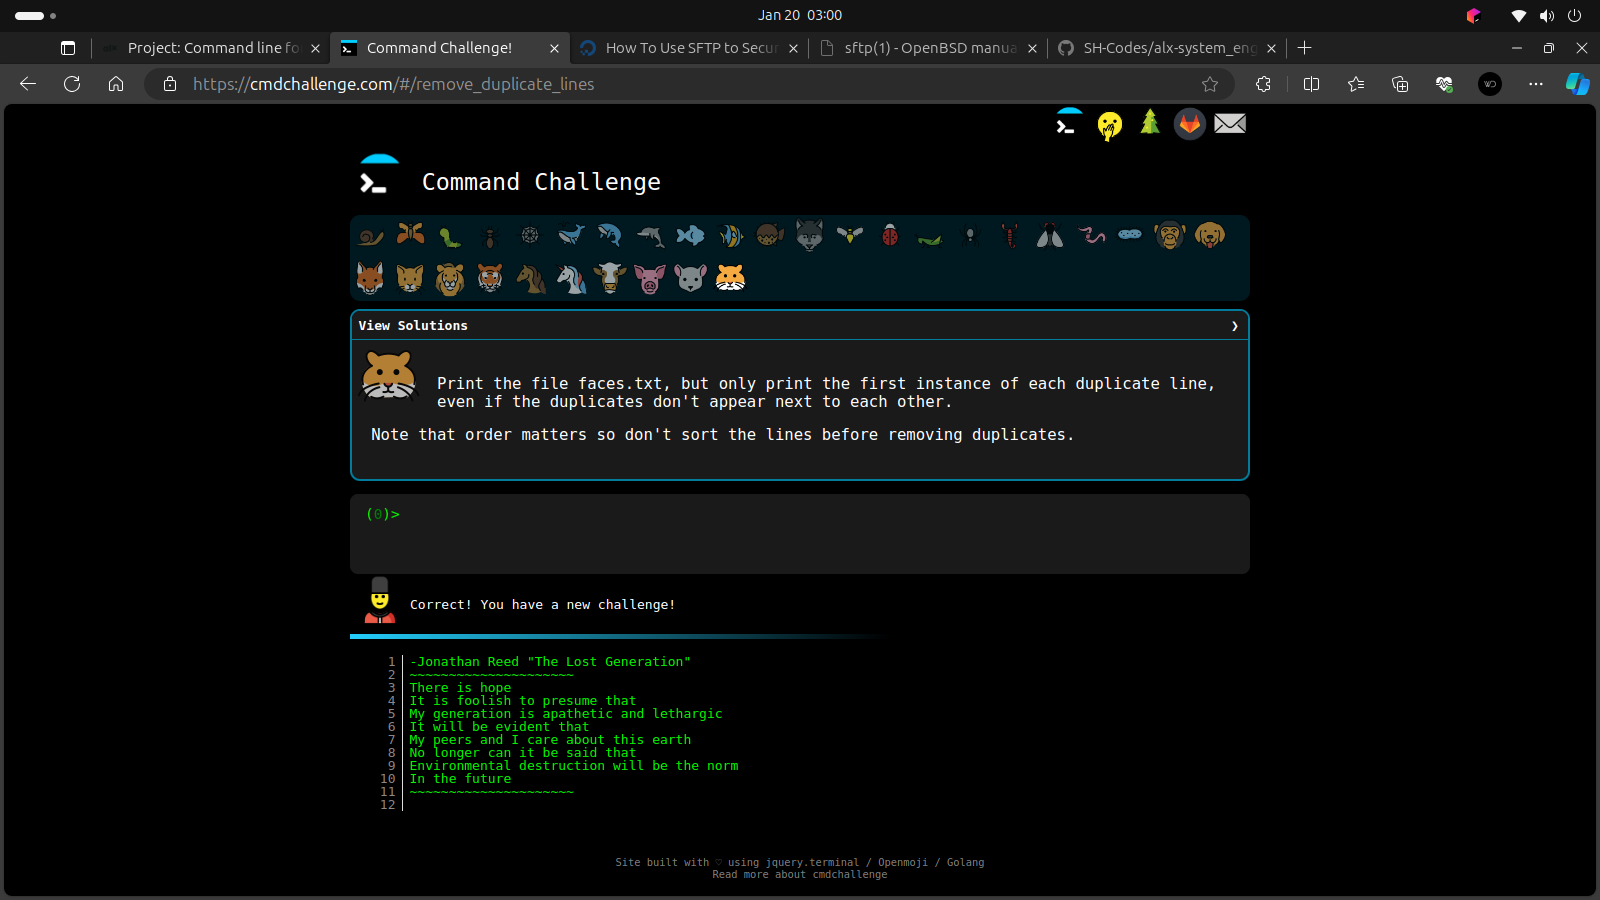 Jan 20 03:00
Project: Command line fo
Command Challenge!
How To Use SFTP to Secur
sftp(1) - OpenBSD manua
SH-Codes/alx-system_eng
https://cmdchallenge.com/#/remove_duplicate_lines
Command Challenge
View Solutions
Print the file faces.txt, but only print the first instance of each duplicate line,
even if the duplicates don't appear next to each other.
Note that order matters so don't sort the lines before removing duplicates.
(0)>
Correct! You have a new challenge!
1 -Jonathan Reed "The Lost Generation"
2 ~~~~~~~~~~~~~~~~~~~~~
3 There is hope
4 It is foolish to presume that
5 My generation is apathetic and lethargic
6 It will be evident that
7 My peers and I care about this earth
8 No longer can it be said that
9 Environmental destruction will be the norm
10 In the future
11 ~~~~~~~~~~~~~~~~~~~~~
12
Site built with ♡ using jquery.terminal / Openmoji / Golang
Read more about cmdchallenge